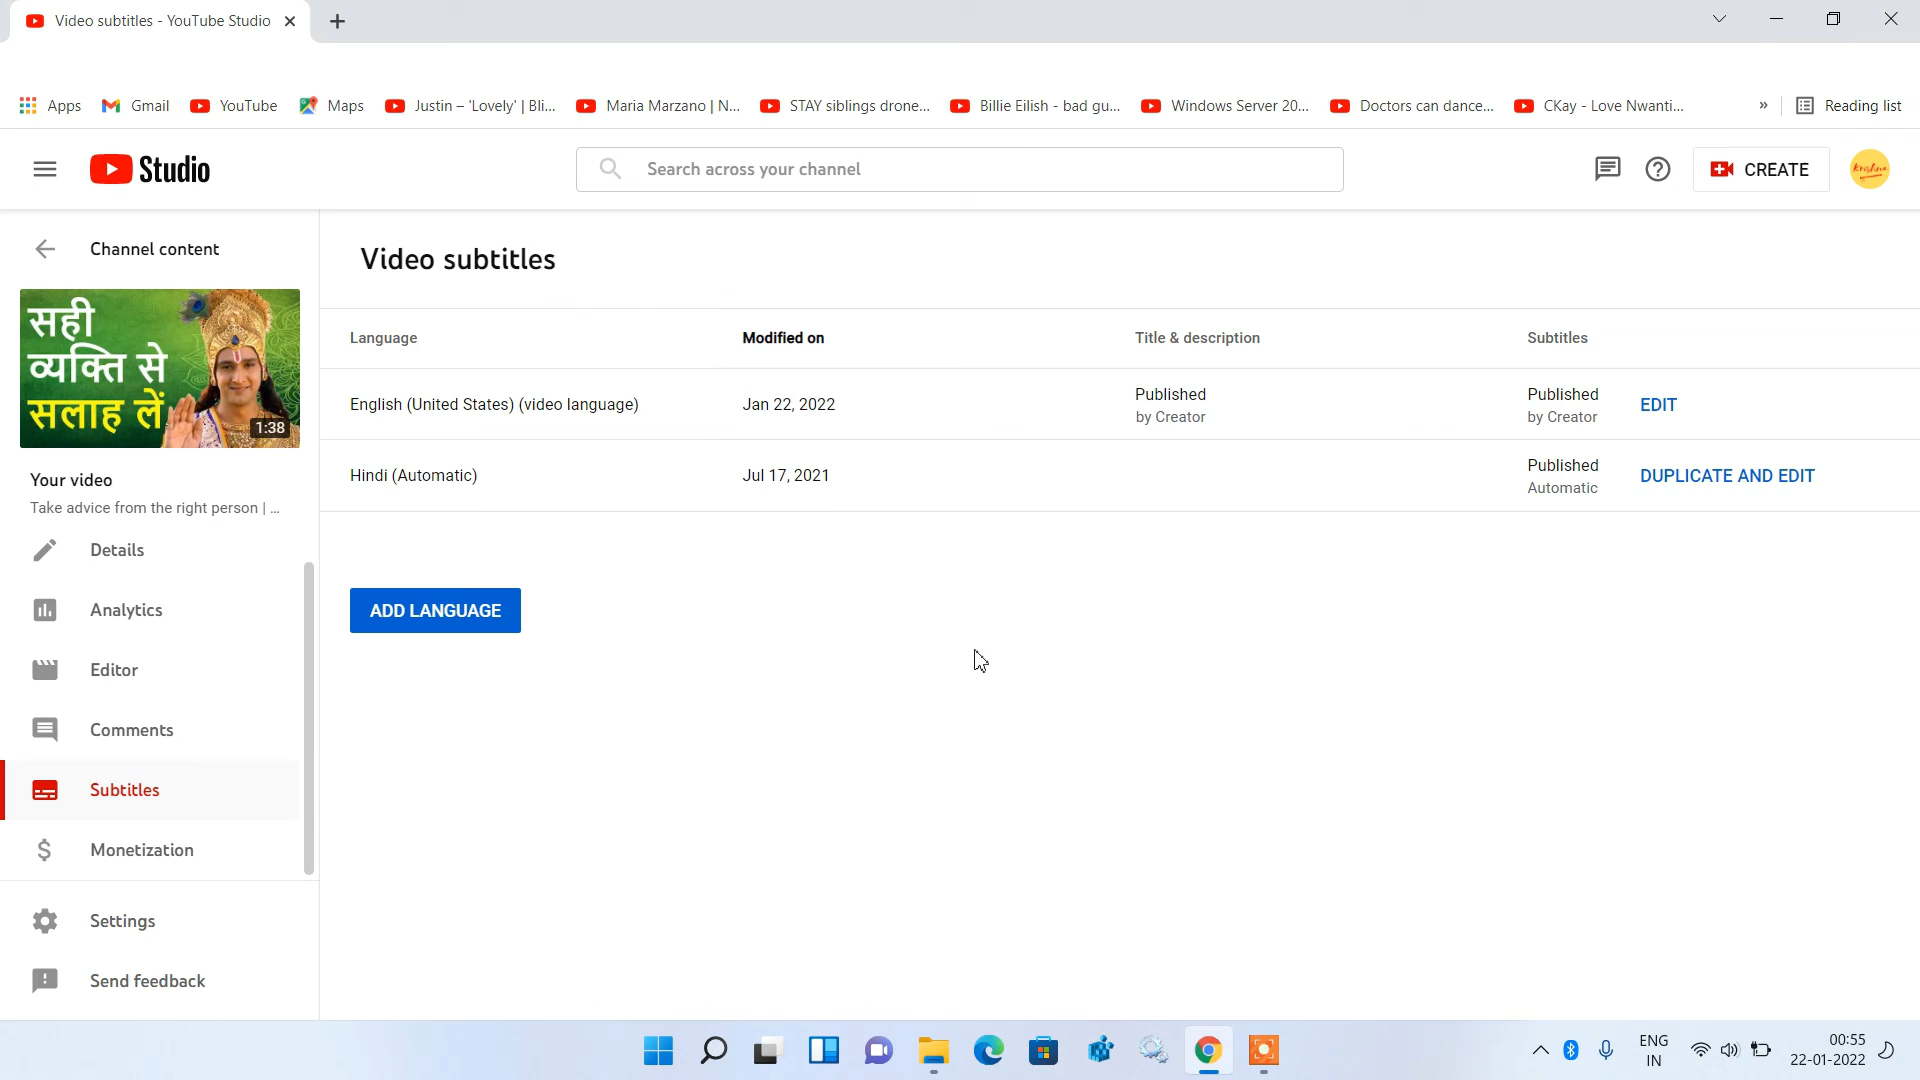 Video subtitles - YouTube Studio
Apps
Gmail
YouTube
Maps
Justin – 'Lovely' | Bli...
Maria Marzano | N...
STAY siblings drone...
Billie Eilish - bad gu...
Windows Server 20...
Doctors can dance...
CKay - Love Nwanti...
»
Reading list
Studio
Search across your channel
CREATE
Krishna
Channel content
सही
व्यक्ति से
सलाह लें
1:38
Your video
Take advice from the right person | ...
Details
Analytics
Editor
Comments
Subtitles
Monetization
Settings
Send feedback
Video subtitles
Language
Modified on
Title & description
Subtitles
English (United States) (video language)
Jan 22, 2022
Published
by Creator
Published
by Creator
EDIT
Hindi (Automatic)
Jul 17, 2021
Published
Automatic
DUPLICATE AND EDIT
ADD LANGUAGE
ENG
IN
00:55
22-01-2022